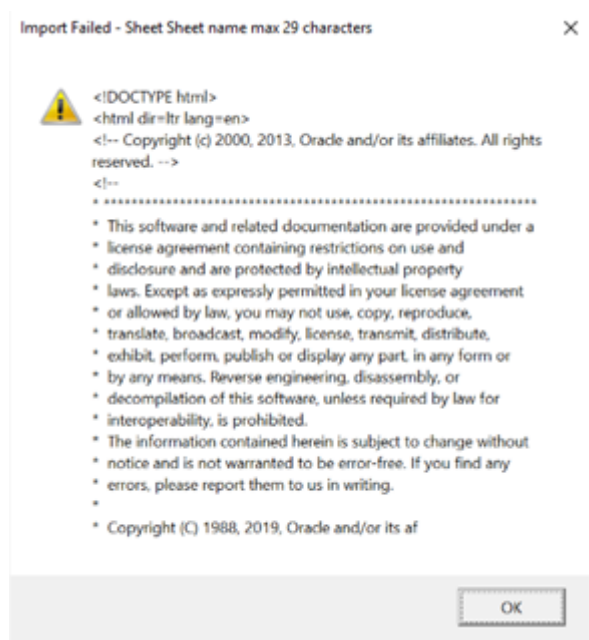 Import Failed - Sheet Sheet name max 29 characters
<!DOCTYPE html>
<html dir=ltr lang=en>
<!-- Copyright (c) 2000, 2013, Oracle and/or its affiliates. All rights
reserved. -->
<!--
* ****************************************************************
* This software and related documentation are provided under a
* license agreement containing restrictions on use and
* disclosure and are protected by intellectual property
* laws. Except as expressly permitted in your license agreement
* or allowed by law, you may not use, copy, reproduce,
* translate, broadcast, modify, license, transmit, distribute,
* exhibit, perform, publish or display any part, in any form or
* by any means. Reverse engineering, disassembly, or
* decompilation of this software, unless required by law for
* interoperability, is prohibited.
* The information contained herein is subject to change without
* notice and is not warranted to be error-free. If you find any
* errors, please report them to us in writing.
*
* Copyright (C) 1988, 2019, Oracle and/or its af
OK